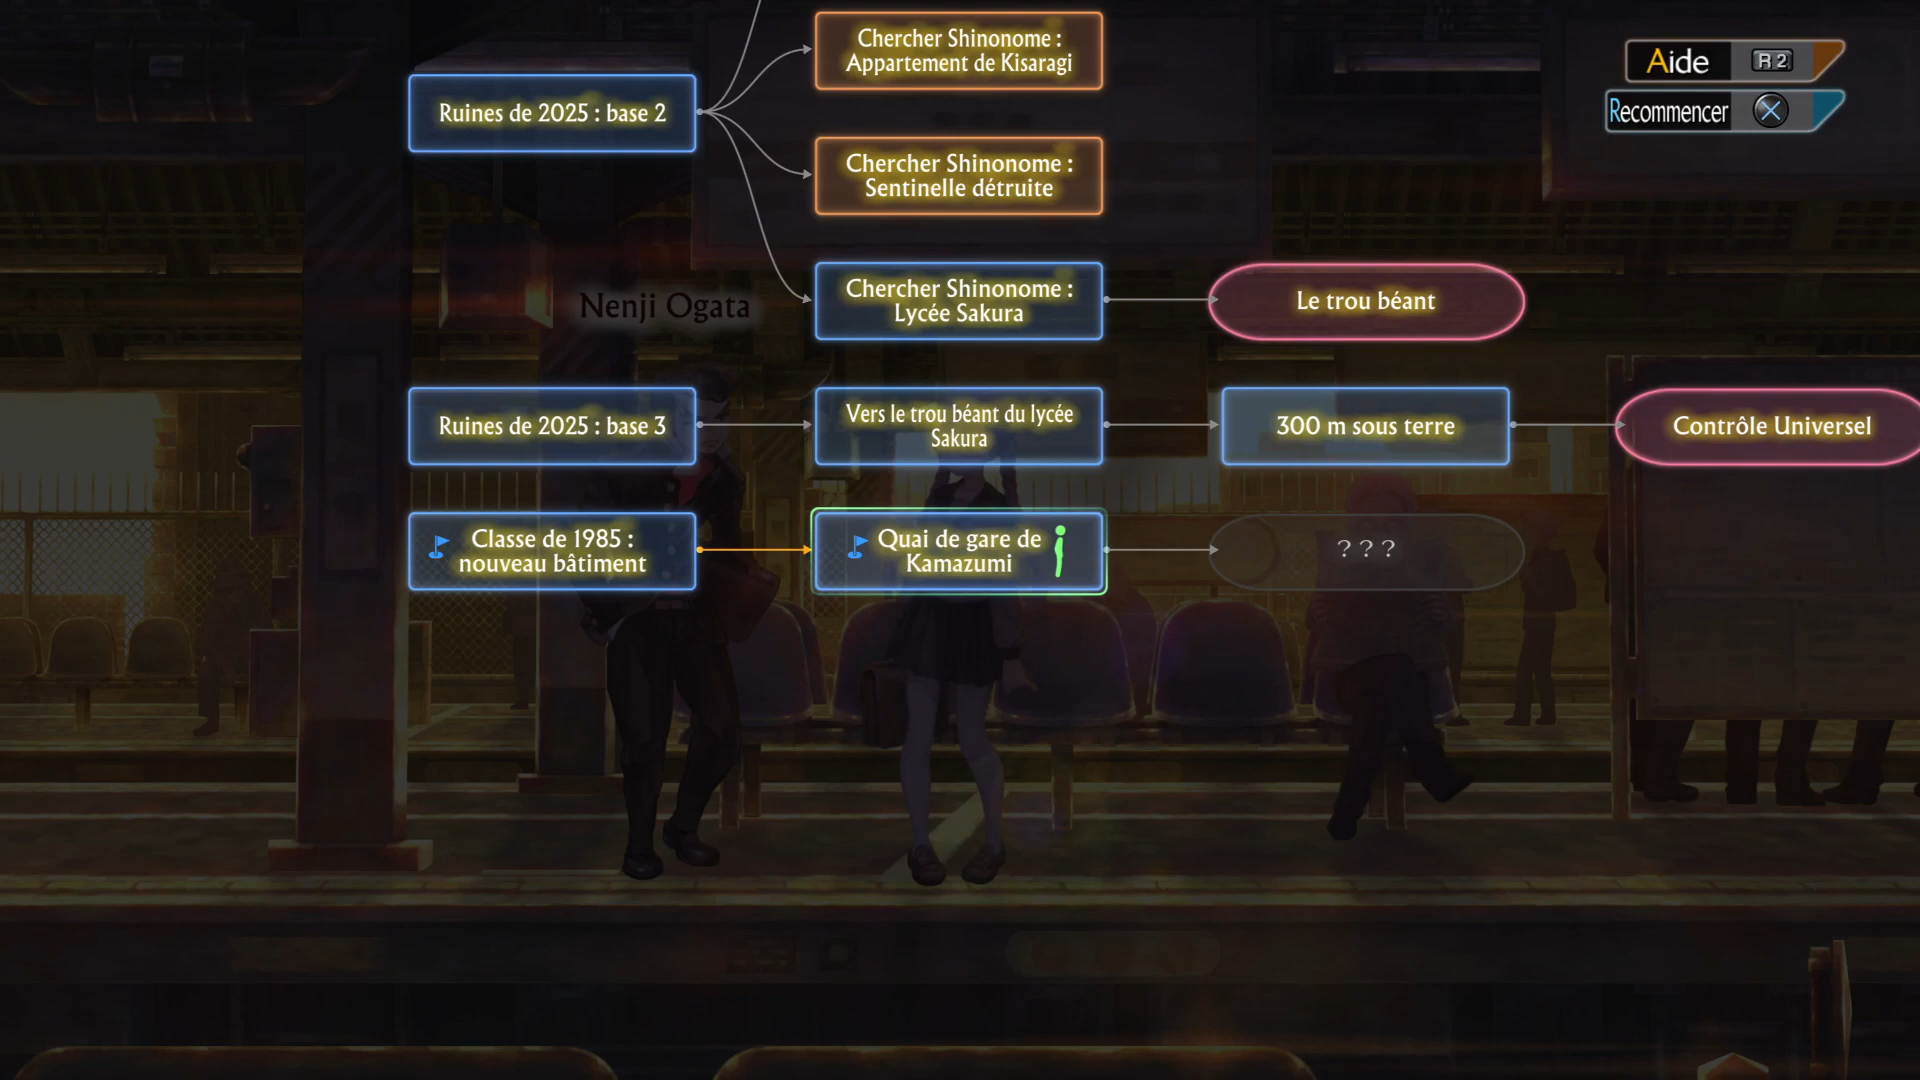 Chercher Shinonome :
Appartement de Kisaragi
Aide
R2
Ruines de 2025 : base 2
Recommencer
Chercher Shinonome :
Sentinelle détruite
Chercher Shinonome :
Lycée Sakura
Le trou béant
Nenji Ogata
Ruines de 2025 : base 3
Vers le trou béant du lycée
Sakura
300 m sous terre
Contrôle Universel
Classe de 1985 :
nouveau bâtiment
Quai de gare de
Kamazumi
? ? ?